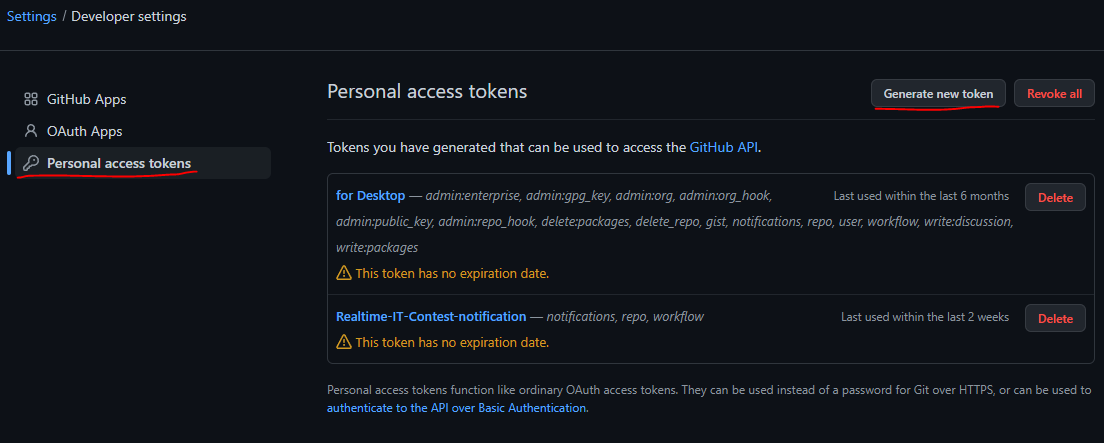 Settings / Developer settings
GitHub Apps
OAuth Apps
Personal access tokens
Personal access tokens
Generate new token
Revoke all
Tokens you have generated that can be used to access the GitHub API.
for Desktop — admin:enterprise, admin:gpg_key, admin:org, admin:org_hook,
admin:public_key, admin:repo_hook, delete:packages, delete_repo, gist, notifications, repo, user, workflow, write:discussion,
write:packages
Last used within the last 6 months
Delete
This token has no expiration date.
Realtime-IT-Contest-notification — notifications, repo, workflow
Last used within the last 2 weeks
Delete
This token has no expiration date.
Personal access tokens function like ordinary OAuth access tokens. They can be used instead of a password for Git over HTTPS, or can be used to
authenticate to the API over Basic Authentication.